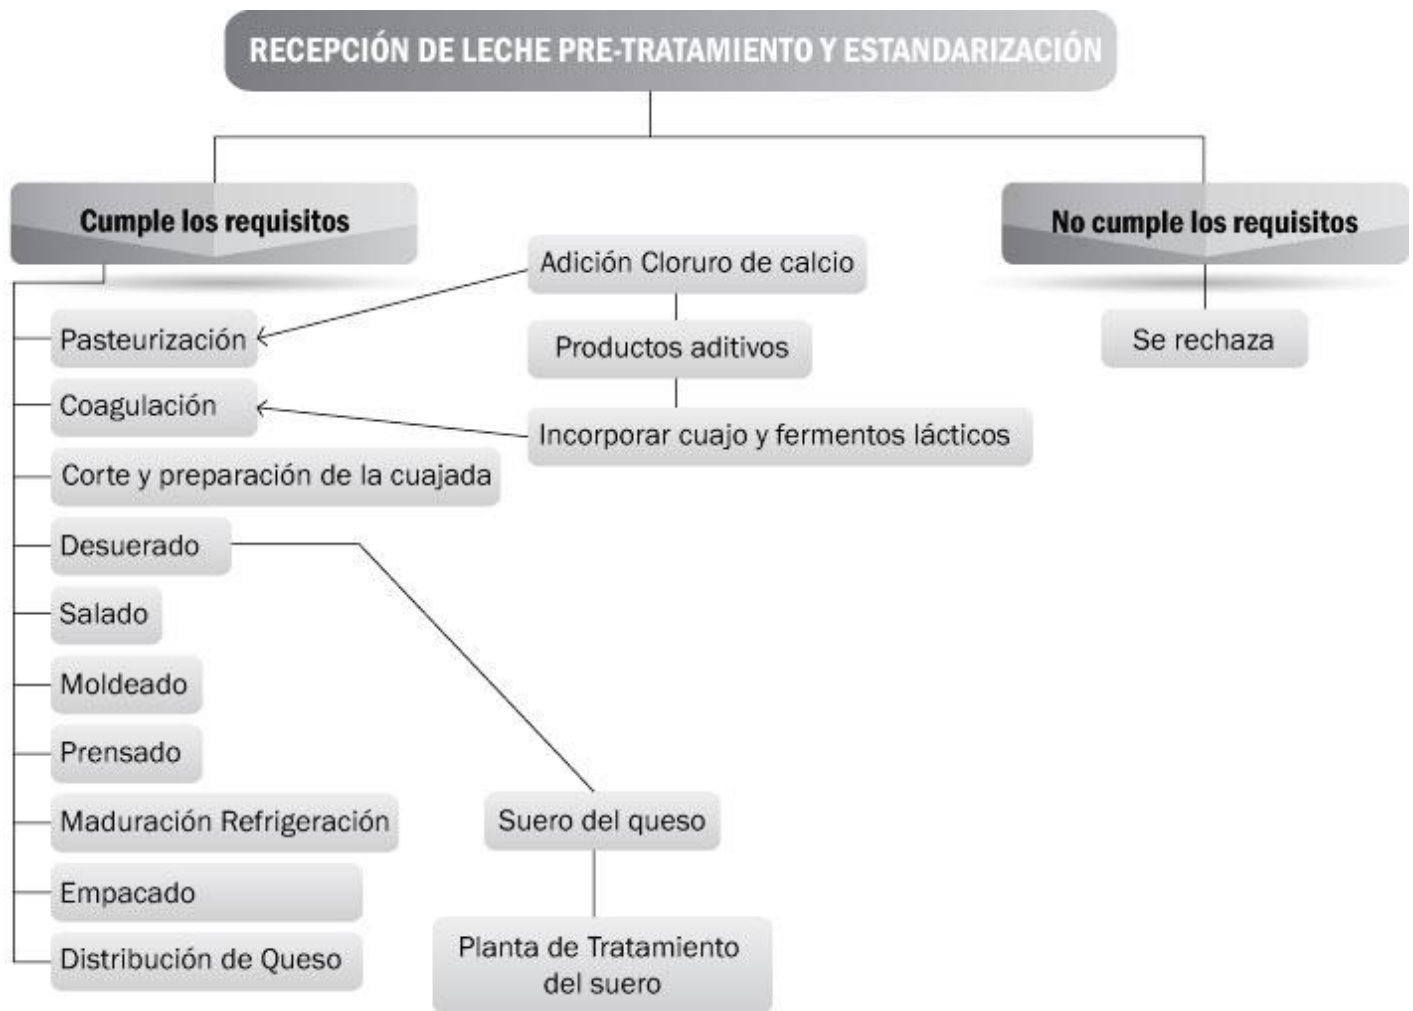 RECEPCIÓN DE LECHE PRE-TRATAMIENTO Y ESTANDARIZACIÓN
Cumple los requisitos
No cumple los requisitos
Adición Cloruro de calcio
Pasteurización
Productos aditivos
Se rechaza
Coagulación
Incorporar cuajo y fermentos lácticos
Corte y preparación de la cuajada
Desuerado
Salado
Moldeado
Prensado
Maduración Refrigeración
Suero del queso
Empacado
Distribución de Queso
Planta de Tratamiento
del suero